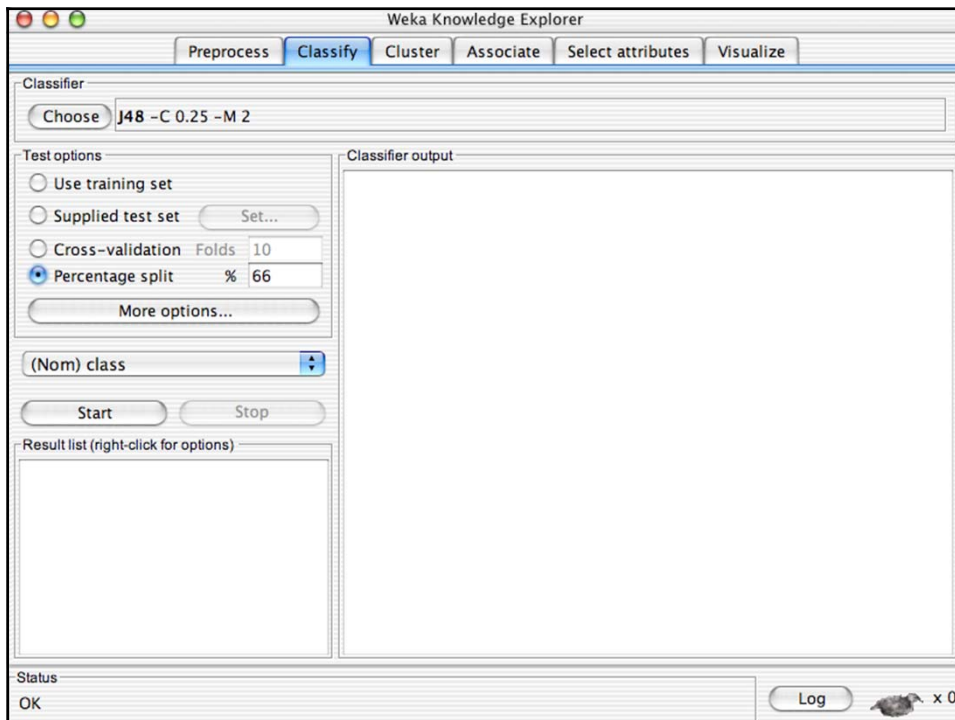 Weka Knowledge Explorer
Preprocess Classify Cluster Associate Select attributes Visualize
Classifier
Choose J48 -C 0.25 -M 2
Test options
Use training set
Supplied test set Set...
Cross-validation Folds 10
Percentage split % 66
More options...
(Nom) class
Start Stop
Result list (right-click for options)
Classifier output
Status
OK
Log x 0